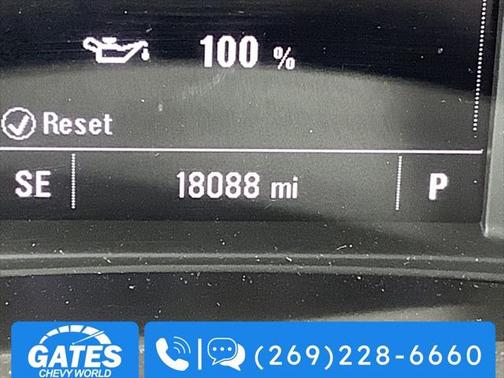 100 %
Reset
SE 18088 mi P
GATES
CHEVY WORLD
(269)228-6660